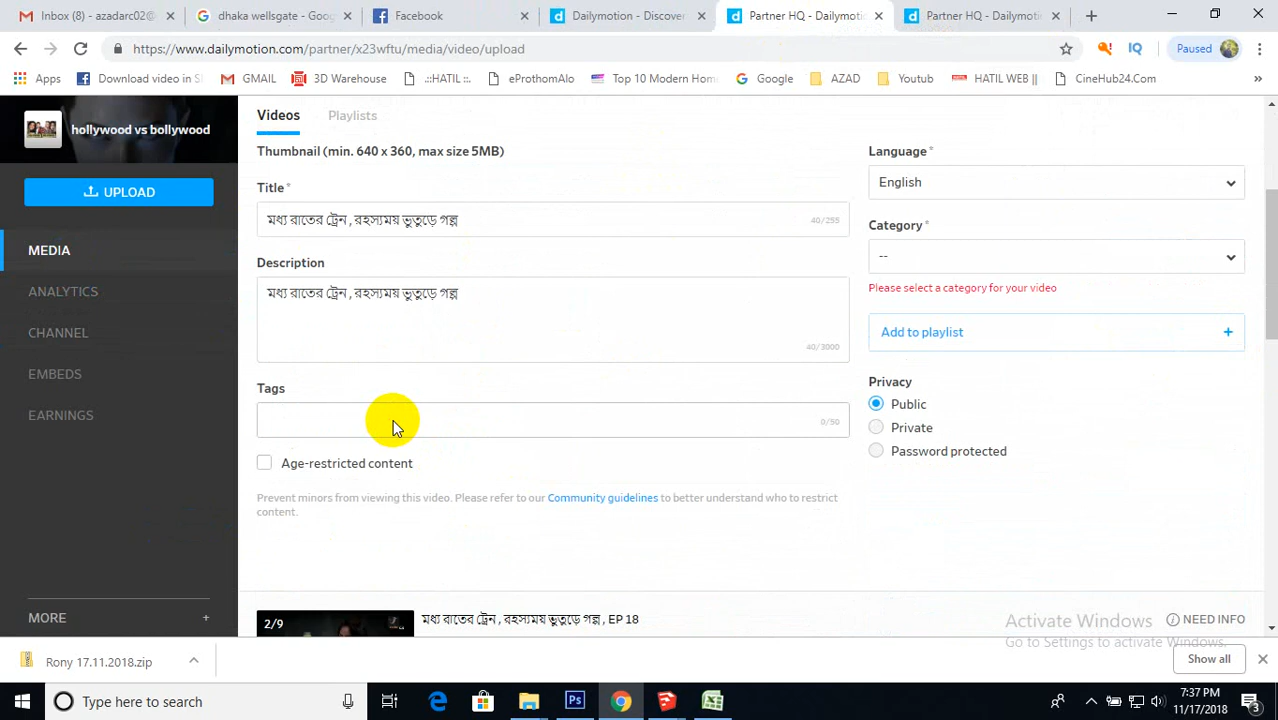 Inbox (8) - azadarc02@
dhaka wellsgate - Goog
Facebook
Dailymotion - Discover
Partner HQ - Dailymotio
Partner HQ - Dailymotio
https://www.dailymotion.com/partner/x23wftu/media/video/upload
Paused
Apps
Download video in S
GMAIL
3D Warehouse
.::HATIL ::.
eProthomAlo
Top 10 Modern Hom
Google
AZAD
Youtub
HATIL WEB ||
CineHub24.Com
hollywood vs bollywood
UPLOAD
MEDIA
ANALYTICS
CHANNEL
EMBEDS
EARNINGS
MORE +
Videos
Playlists
Thumbnail (min. 640 x 360, max size 5MB)
Title *
মধ্য রাতের ট্রেন , রহস্যময় ভুতুড়ে গল্প
40/255
Description
মধ্য রাতের ট্রেন , রহস্যময় ভুতুড়ে গল্প
40/3000
Tags
0/50
Age-restricted content
Prevent minors from viewing this video. Please refer to our Community guidelines to better understand who to restrict
content.
Language *
English
Category *
--
Please select a category for your video
Add to playlist +
Privacy
Public
Private
Password protected
2/9
মধ্য রাতের ট্রেন , রহস্যময় ভুতুড়ে গল্প , EP 18
NEED INFO
Activate Windows
Go to Settings to activate Windows.
Rony 17.11.2018.zip
Show all
Type here to search
7:37 PM
11/17/2018
3